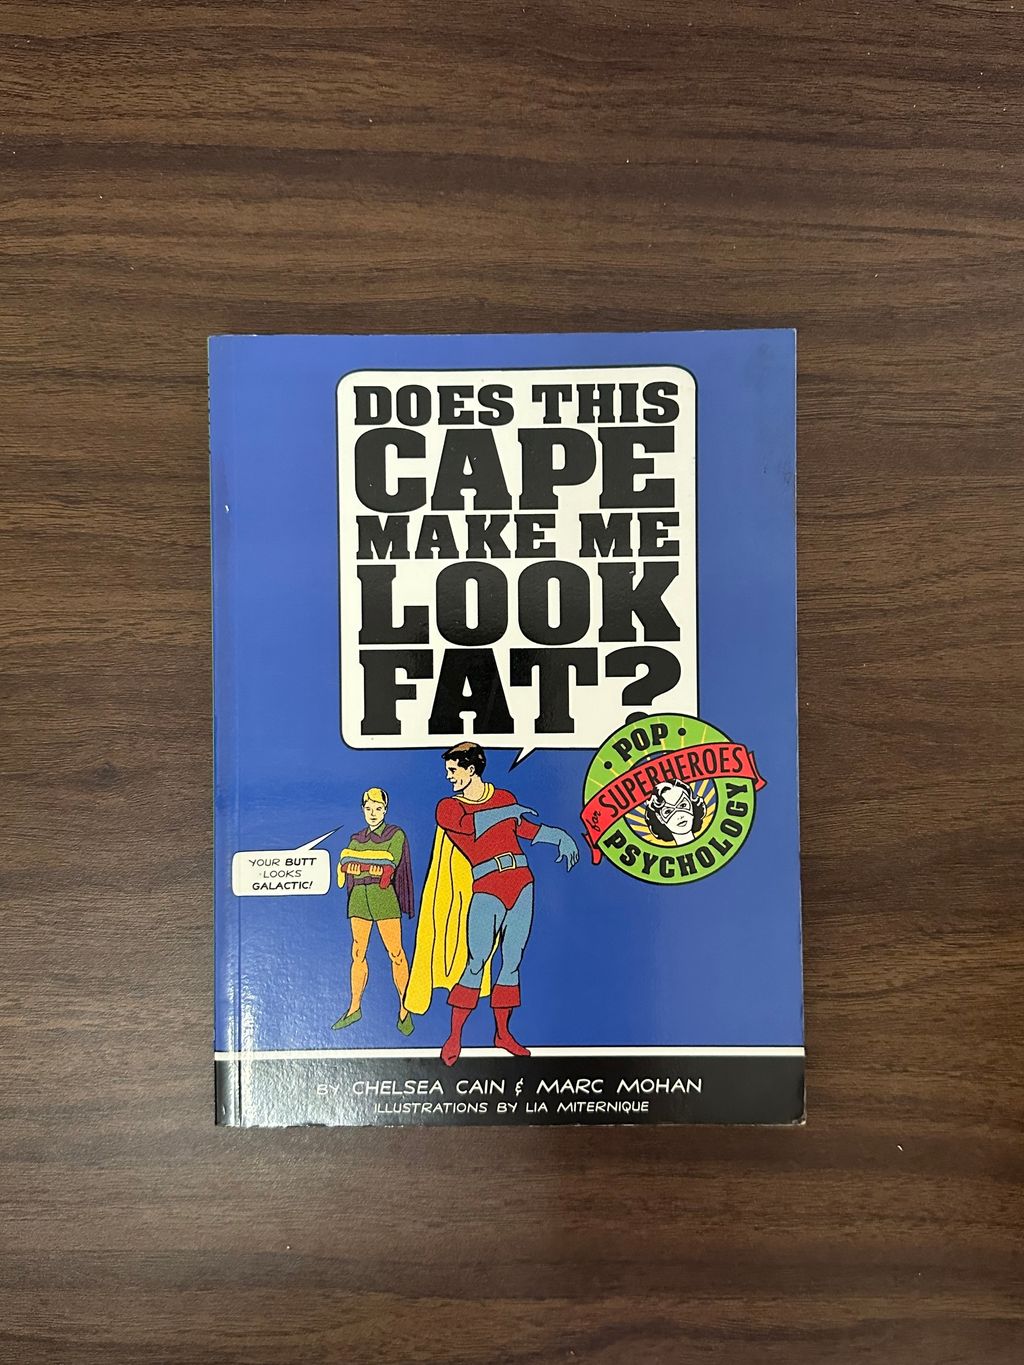 DOES THIS
CAPE
MAKE ME
LOOK
FAT?
• POP •
for SUPERHEROES
PSYCHOLOGY
YOUR BUTT
LOOKS
GALACTIC!
BY CHELSEA CAIN & MARC MOHAN
ILLUSTRATIONS BY LIA MITERNIQUE